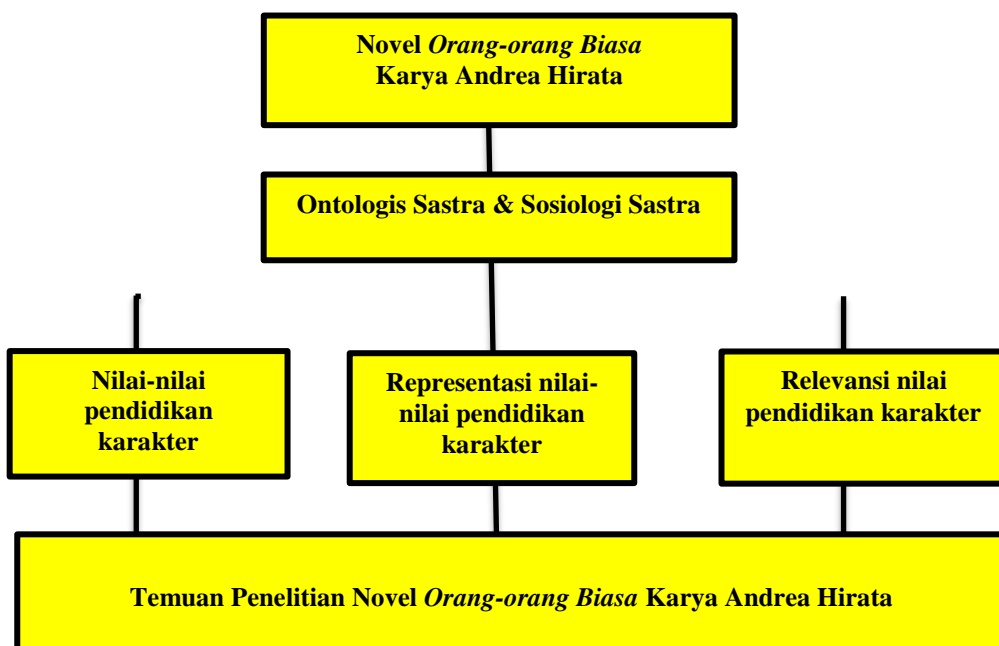 Novel Orang-orang Biasa
Karya Andrea Hirata
Ontologis Sastra & Sosiologi Sastra
Nilai-nilai
pendidikan
karakter
Representasi nilai-
nilai pendidikan
karakter
Relevansi nilai
pendidikan karakter
Temuan Penelitian Novel Orang-orang Biasa Karya Andrea Hirata